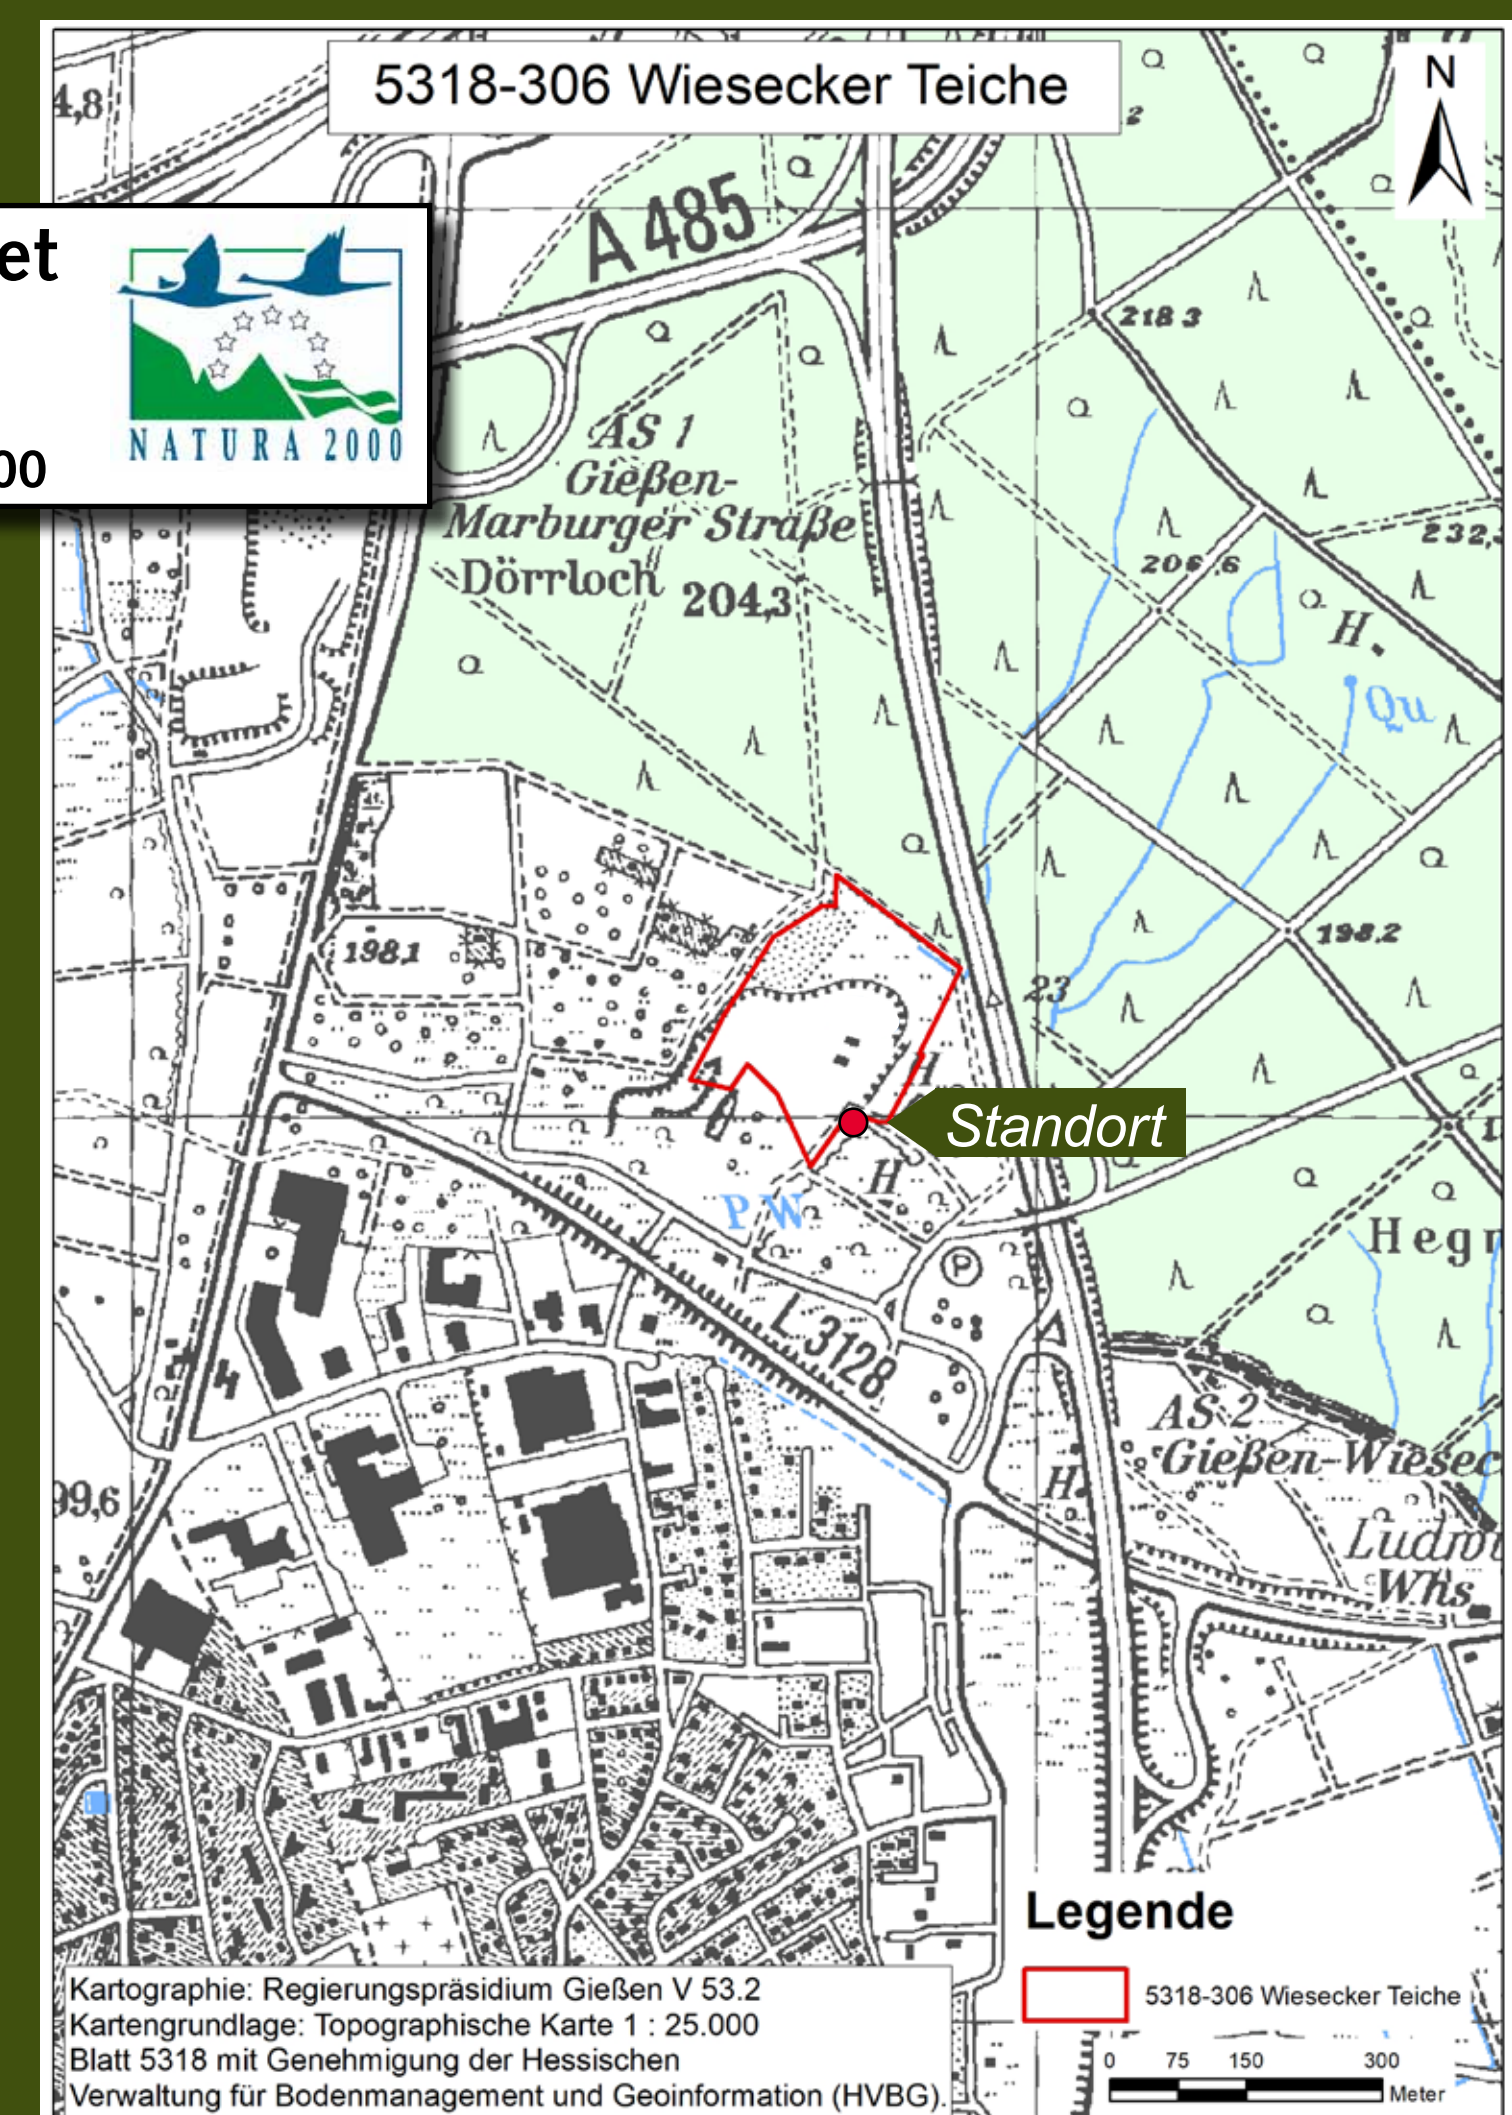 5318-306 Wiesecker Teiche
N
4,8
2
A 485
et
NATURA 2000
00
218.3
AS 1
Gießen-
Marburger Straße
Dörrloch 204,3
206,6
232,
H.
Qu
198,1
198.2
23
H
Standort
H
P W
P
Hegr
L 3128
AS 2
Gießen-Wiesec
H
99,6
Ludwi
Whs.
Legende
5318-306 Wiesecker Teiche
0 75 150 300
Meter
Kartographie: Regierungspräsidium Gießen V 53.2
Kartengrundlage: Topographische Karte 1 : 25.000
Blatt 5318 mit Genehmigung der Hessischen
Verwaltung für Bodenmanagement und Geoinformation (HVBG).